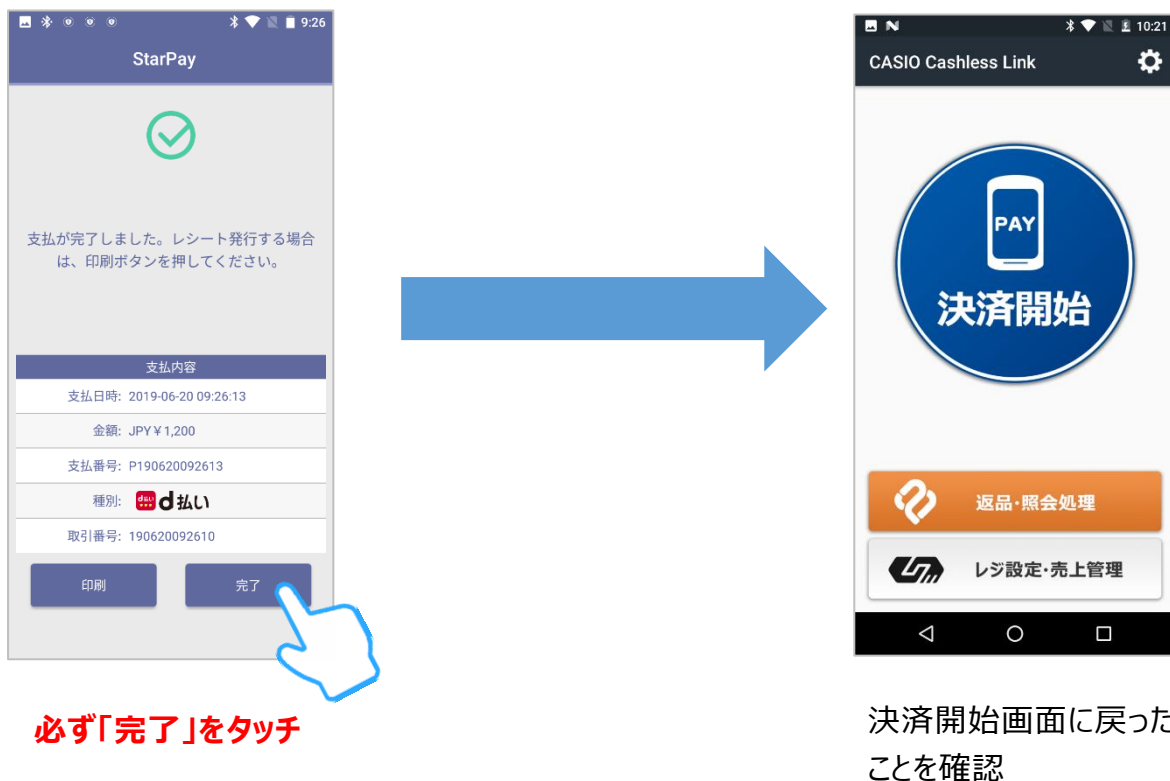 9:26
StarPay
支払が完了しました。レシート発行する場合
は、印刷ボタンを押してください。
支払内容
支払日時: 2019-06-20 09:26:13
金額: JPY￥1,200
支払番号: P190620092613
種別: d払い
取引番号: 190620092610
印刷
完了
必ず「完了」をタッチ
10:21
CASIO Cashless Link
PAY
決済開始
返品・照会処理
レジ設定・売上管理
決済開始画面に戻った
ことを確認